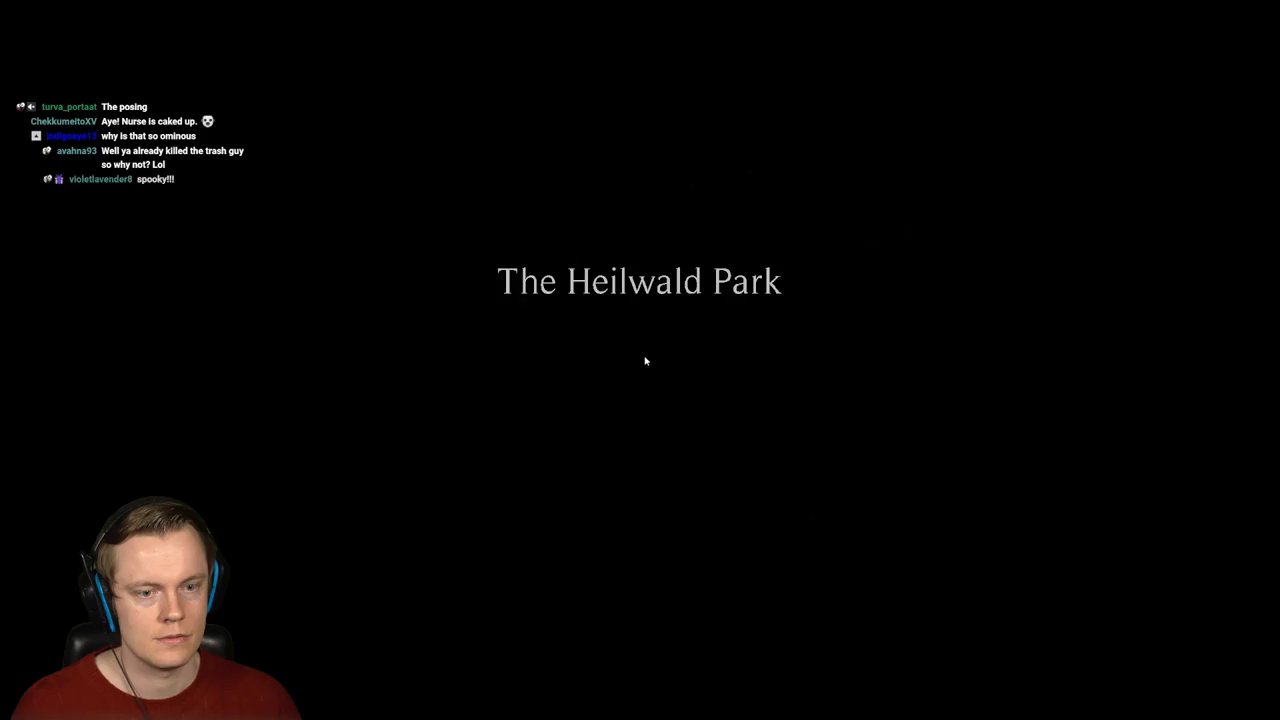 turva_portaat The posing
ChekkumeitoXV Aye! Nurse is caked up.
indigoeye13 why is that so ominous
avahna93 Well ya already killed the trash guy
so why not? Lol
violetlavender8 spooky!!!
The Heilwald Park